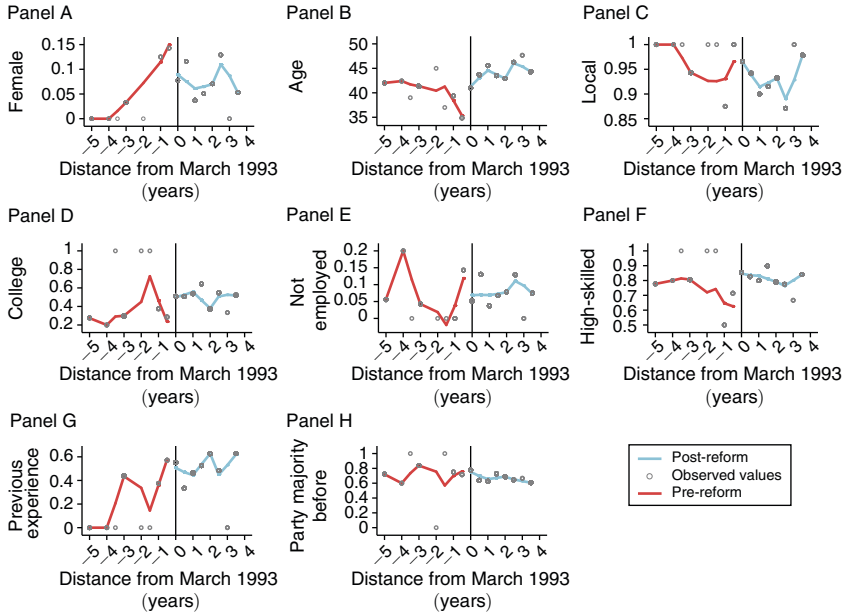 Panel A
Female
0.15
0.1
0.05
0
−5 −4 −3 −2 −1 0 1 2 3 4
Distance from March 1993
(years)
Panel B
Age
50
45
40
35
−5 −4 −3 −2 −1 0 1 2 3 4
Distance from March 1993
(years)
Panel C
Local
1
0.95
0.9
0.85
−5 −4 −3 −2 −1 0 1 2 3 4
Distance from March 1993
(years)
Panel D
College
1
0.8
0.6
0.4
0.2
−5 −4 −3 −2 −1 0 1 2 3 4
Distance from March 1993
(years)
Panel E
Not
employed
0.2
0.15
0.1
0.05
0
−5 −4 −3 −2 −1 0 1 2 3 4
Distance from March 1993
(years)
Panel F
High-skilled
1
0.9
0.8
0.7
0.6
0.5
−5 −4 −3 −2 −1 0 1 2 3 4
Distance from March 1993
(years)
Panel G
Previous
experience
0.6
0.4
0.2
0
−5 −4 −3 −2 −1 0 1 2 3 4
Distance from March 1993
(years)
Panel H
Party majority
before
1
0.8
0.6
0.4
0.2
0
−5 −4 −3 −2 −1 0 1 2 3 4
Distance from March 1993
(years)
Post-reform
Observed values
Pre-reform